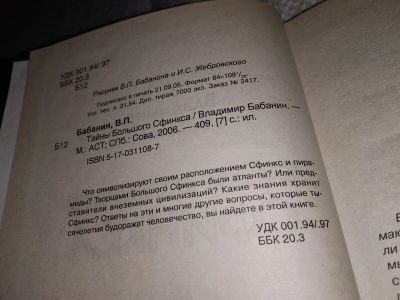 УДК 001.94/.97
ББК 20.3
Б12
Рисунки В.П. Бабанина и И.С. Жебровского
Подписано в печать 21.09.05. Формат 84×108 1/32
Усл. печ. л. 21,84. Доп. тираж 7000 экз. Заказ № 2417.
Бабанин, В.П.
Б12 Тайны Большого Сфинкса / Владимир Бабанин. —
М.: АСТ; СПб.: Сова, 2006. — 409, [7] с.: ил.
ISBN 5-17-031108-7
Что символизируют своим расположением Сфинкс и пира-
миды? Творцами Большого Сфинкса были атланты? Или пред-
ставители внеземных цивилизаций? Какие знания хранит
Сфинкс? Ответы на эти и многие другие вопросы, которые ты-
сячелетия будоражат человечество, вы найдете в этой книге.
УДК 001.94/.97
ББК 20.3